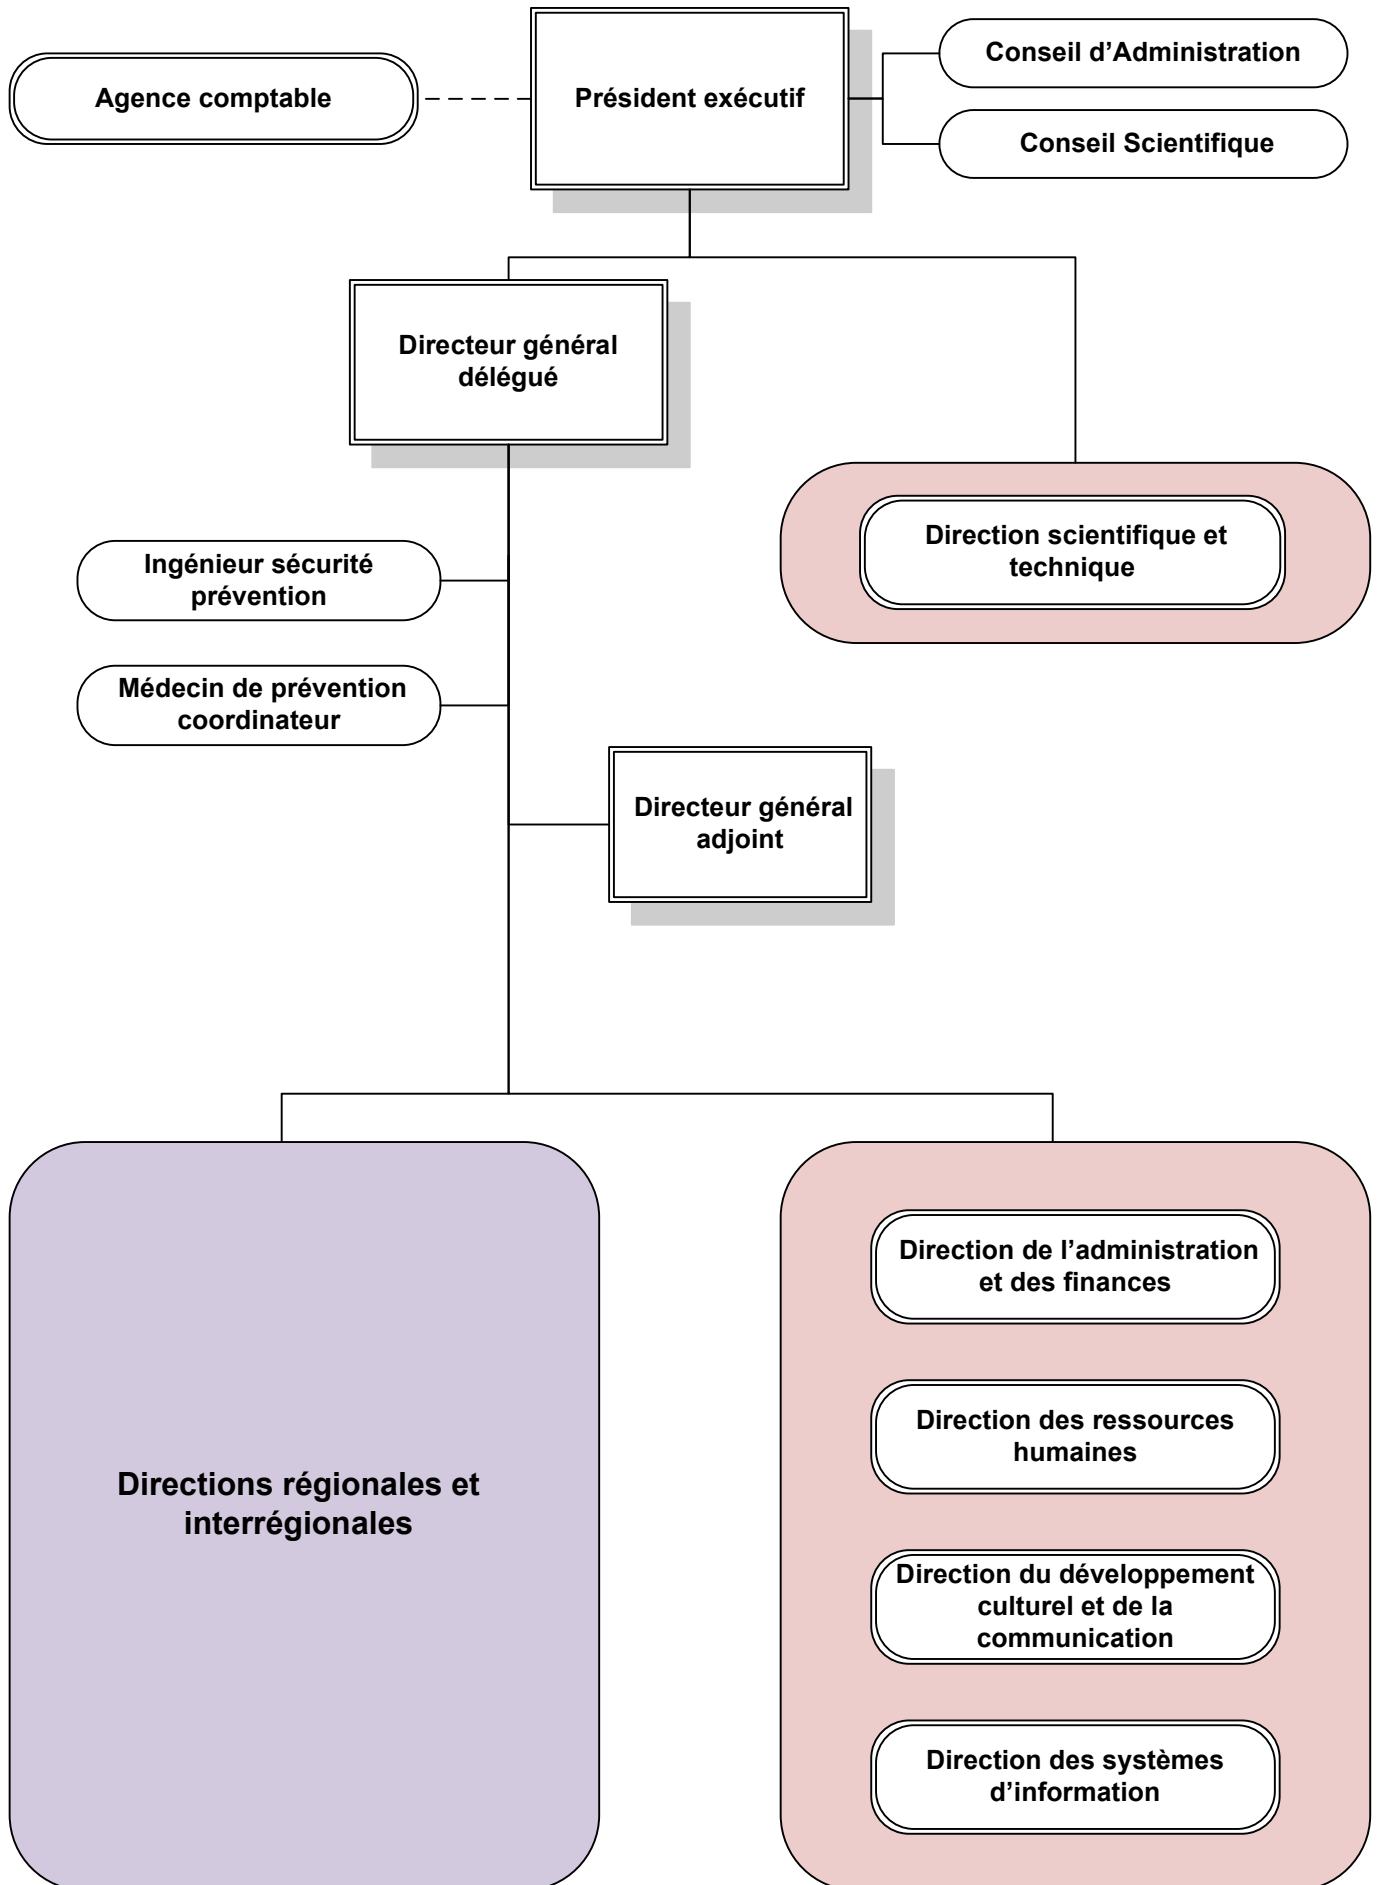 Agence comptable
Président exécutif
Conseil d’Administration
Conseil Scientifique
Directeur général
délégué
Direction scientifique et
technique
Ingénieur sécurité
prévention
Médecin de prévention
coordinateur
Directeur général
adjoint
Directions régionales et
interrégionales
Direction de l’administration
et des finances
Direction des ressources
humaines
Direction du développement
culturel et de la
communication
Direction des systèmes
d’information